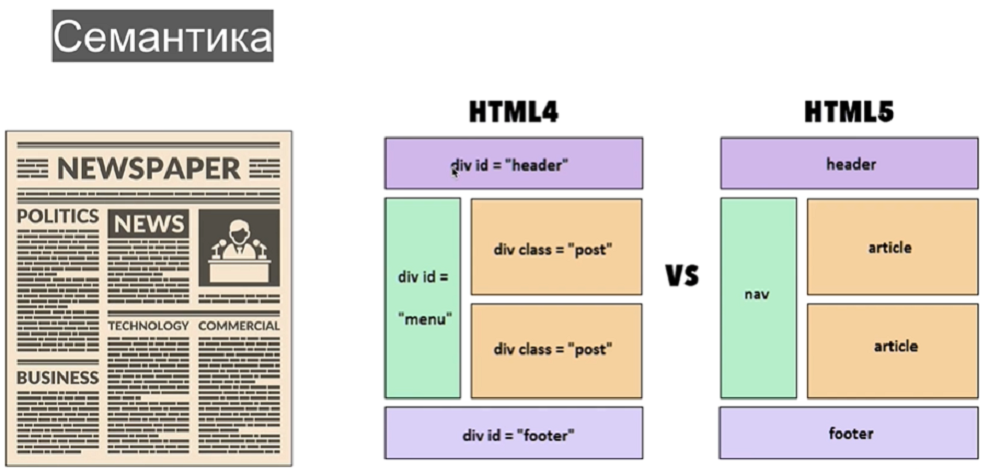 Семантика
NEWSPAPER
POLITICS
NEWS
TECHNOLOGY
COMMERCIAL
BUSINESS
HTML4
div id = "header"
div id =
"menu"
div class = "post"
div class = "post"
div id = "footer"
VS
HTML5
header
nav
article
article
footer